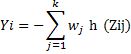 Yi = − ∑_{j=1}^{k} w_j h (Zij)